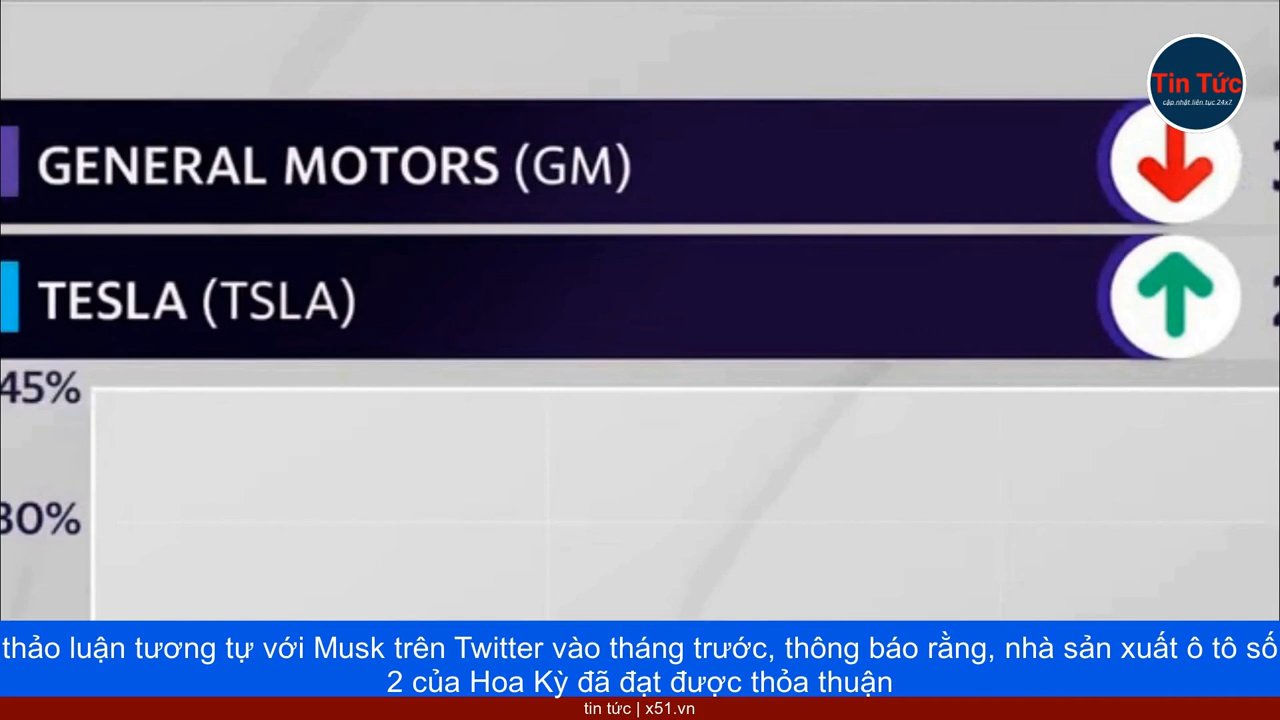 Tin Tức
cập nhật liên tục 24x7
GENERAL MOTORS (GM)
TESLA (TSLA)
45%
30%
thảo luận tương tự với Musk trên Twitter vào tháng trước, thông báo rằng, nhà sản xuất ô tô số
2 của Hoa Kỳ đã đạt được thỏa thuận
tin tức | x51.vn